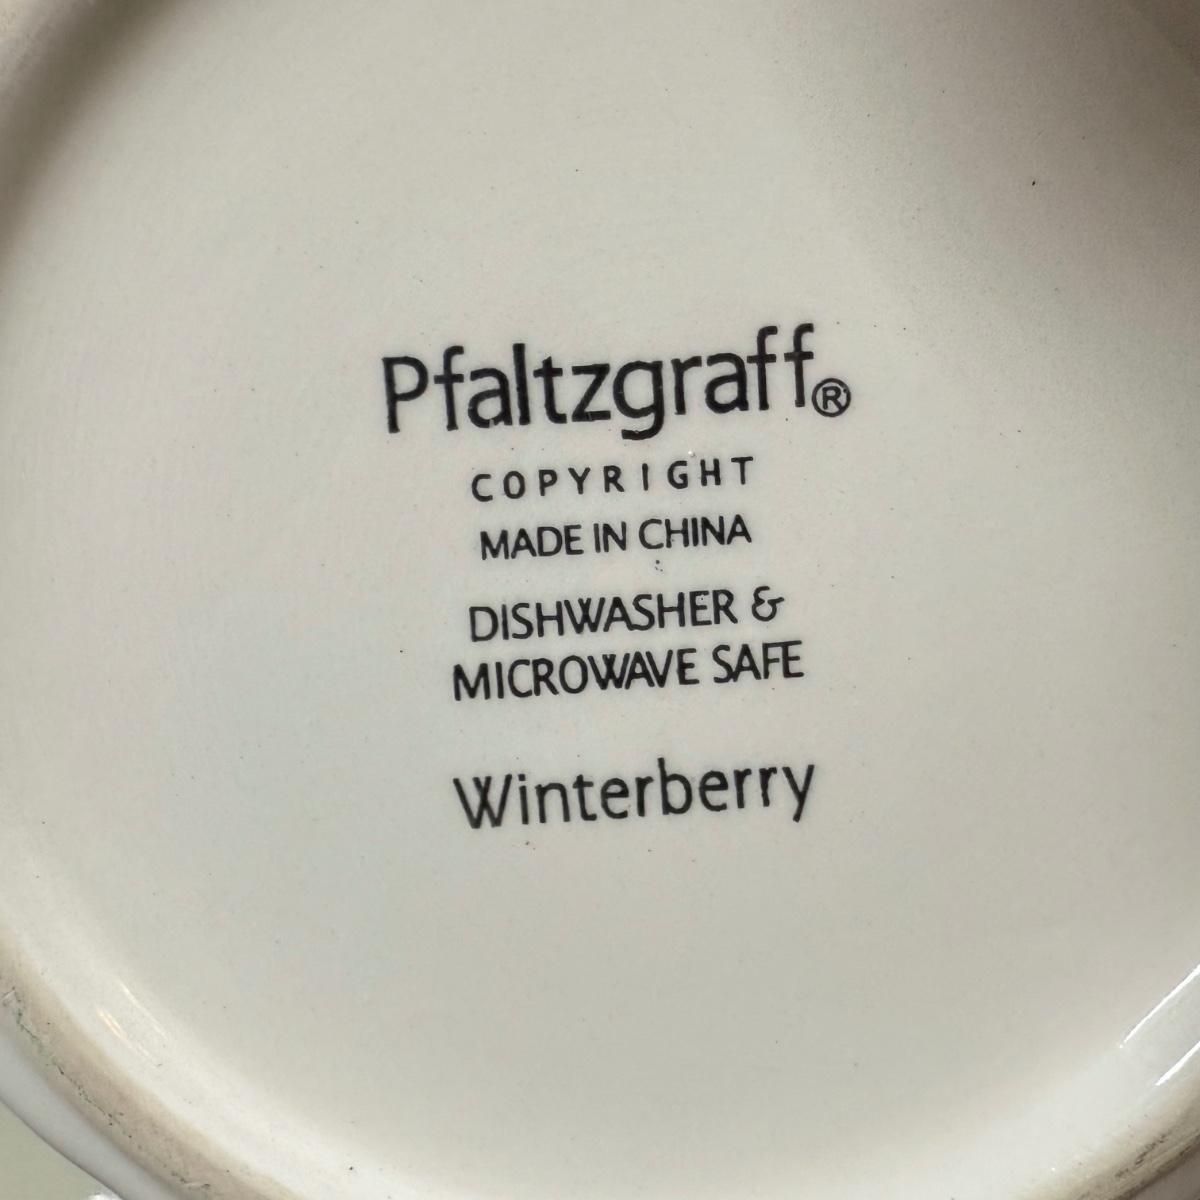 Pfaltzgraff®
COPYRIGHT
MADE IN CHINA
DISHWASHER &
MICROWAVE SAFE
Winterberry